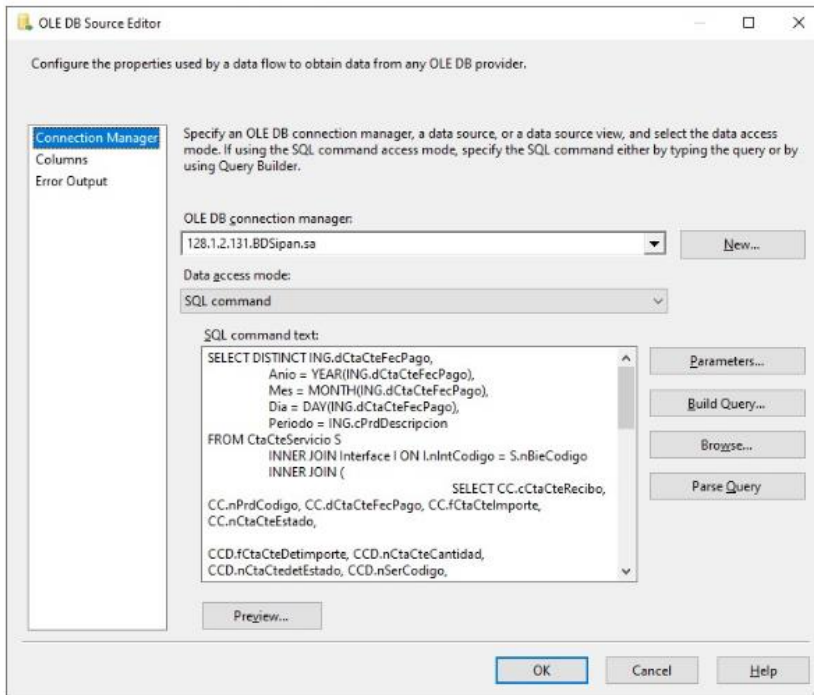 OLE DB Source Editor
Configure the properties used by a data flow to obtain data from any OLE DB provider.
Connection Manager
Columns
Error Output
Specify an OLE DB connection manager, a data source, or a data source view, and select the data access
mode. If using the SQL command access mode, specify the SQL command either by typing the query or by
using Query Builder.
OLE DB connection manager:
128.1.2.131.BDSipan.sa
New...
Data access mode:
SQL command
SQL command text:
SELECT DISTINCT ING.dCtaCteFecPago,
Anio = YEAR(ING.dCtaCteFecPago),
Mes = MONTH(ING.dCtaCteFecPago),
Dia = DAY(ING.dCtaCteFecPago),
Periodo = ING.cPrdDescripcion
FROM CtaCteServicio S
INNER JOIN Interface I ON I.nIntCodigo = S.nBieCodigo
INNER JOIN (
SELECT CC.cCtaCteRecibo,
CC.nPrdCodigo, CC.dCtaCteFecPago, CC.fCtaCteImporte,
CC.nCtaCteEstado,
CCD.fCtaCteDetimporte, CCD.nCtaCteCantidad,
CCD.nCtaCtedetEstado, CCD.nSerCodigo,
Parameters...
Build Query...
Browse...
Parse Query
Preview...
OK
Cancel
Help